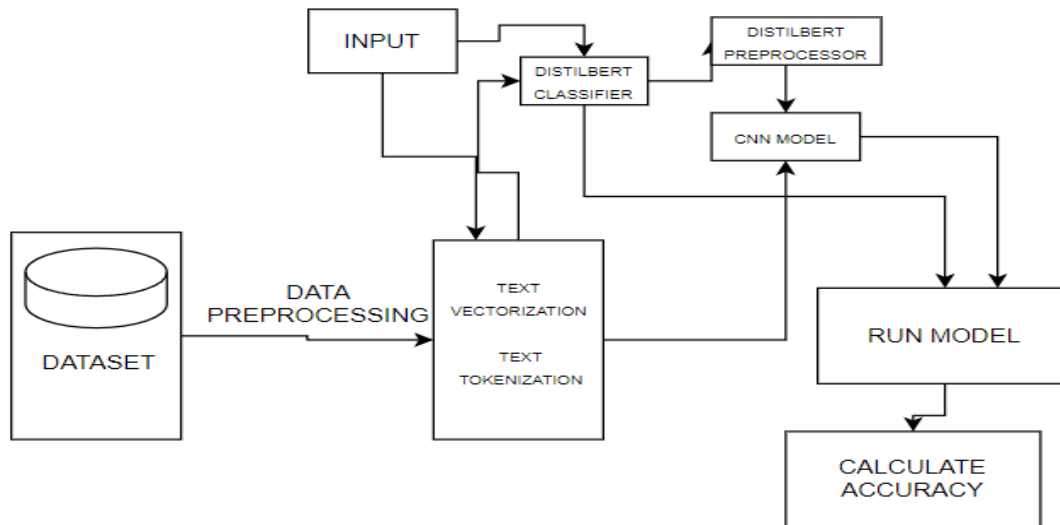 INPUT
DISTILBERT
CLASSIFIER
DISTILBERT
PREPROCESSOR
CNN MODEL
DATASET
DATA
PREPROCESSING
TEXT
VECTORIZATION
TEXT
TOKENIZATION
RUN MODEL
CALCULATE
ACCURACY